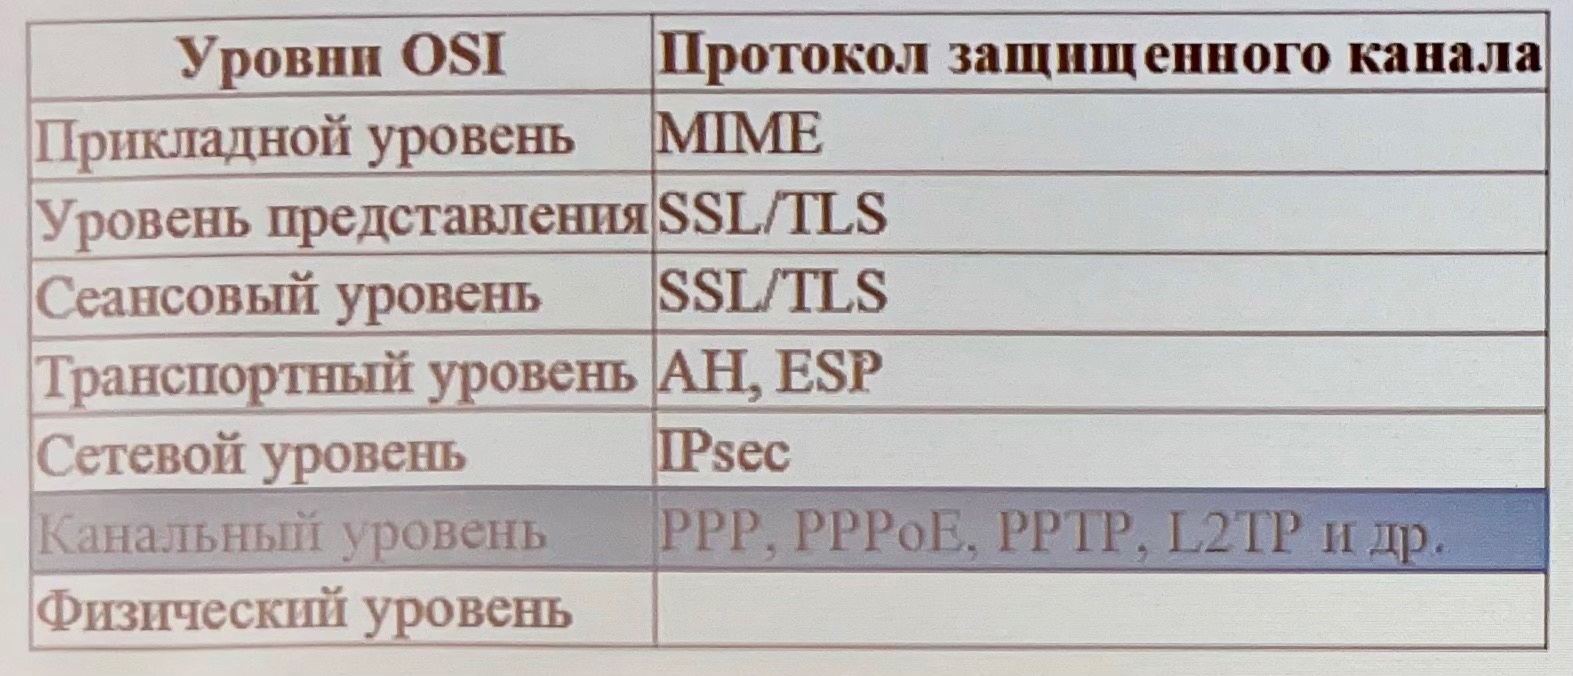 Уровни OSI Протокол защищенного канала
Прикладной уровень MIME
Уровень представления SSL/TLS
Сеансовый уровень SSL/TLS
Транспортный уровень AH, ESP
Сетевой уровень IPsec
Канальный уровень PPP, PPPoE, PPTP, L2TP и др.
Физический уровень